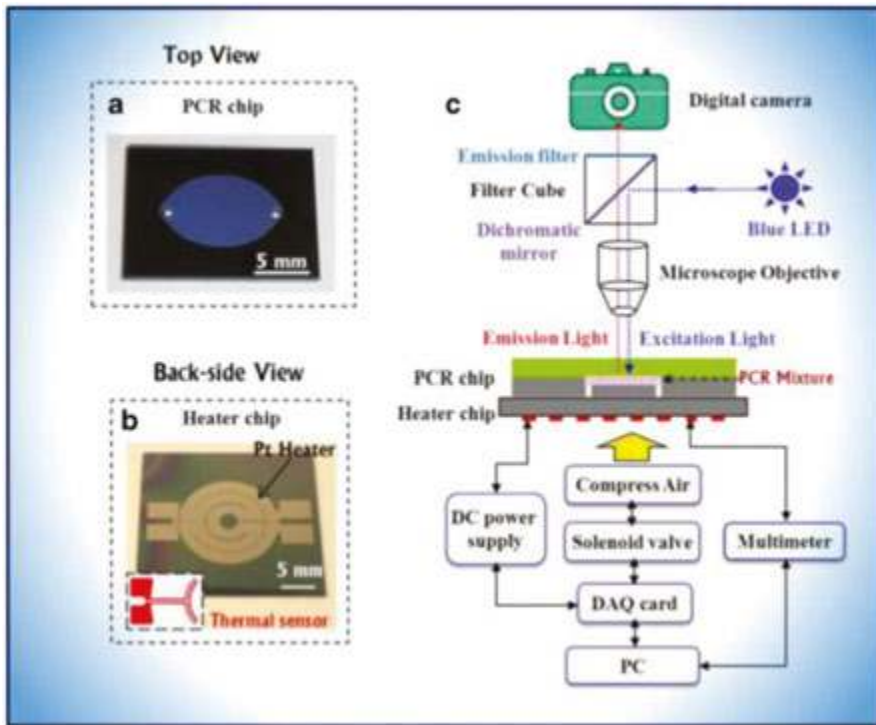 Top View
a
PCR chip
5 mm
Back-side View
b
Heater chip
Pt Heater
5 mm
Thermal sensor
c
Digital camera
Emission filter
Filter Cube
Blue LED
Dichromatic
mirror
Microscope Objective
Emission Light
Excitation Light
PCR chip
PCR Mixture
Heater chip
Compress Air
DC power
supply
Solenoid valve
Multimeter
DAQ card
PC